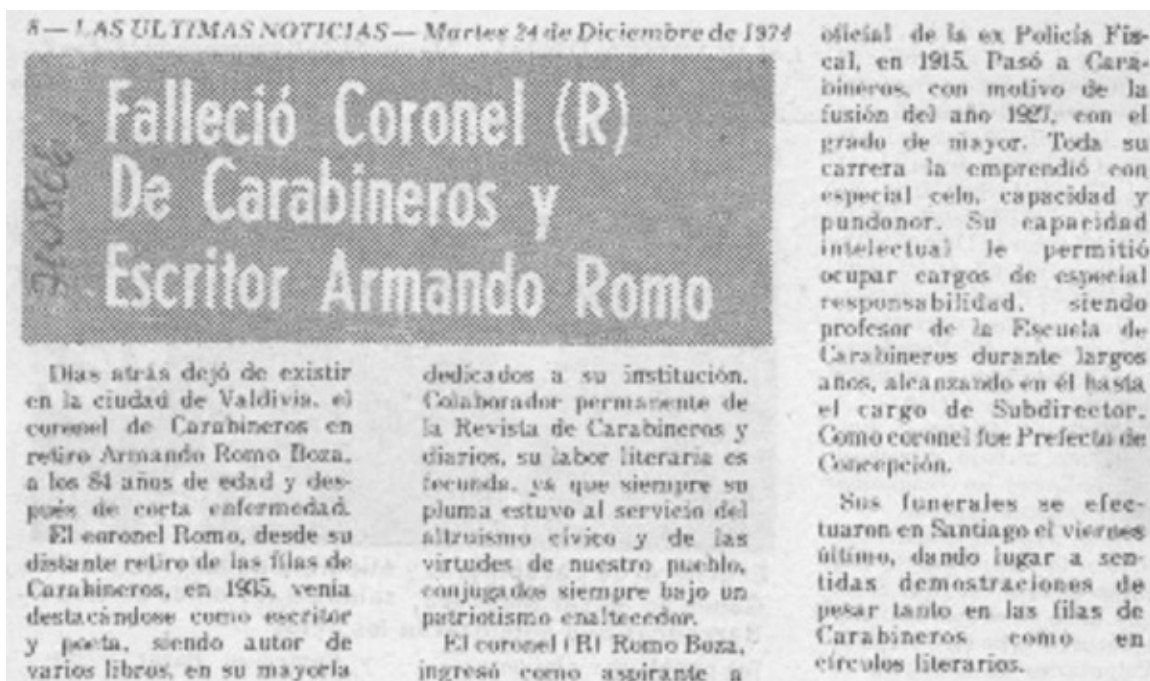 8 — LAS ULTIMAS NOTICIAS — Martes 24 de Diciembre de 1974
Falleció Coronel (R)
De Carabineros y
Escritor Armando Romo
Días atrás dejó de existir
en la ciudad de Valdivia, el
coronel de Carabineros en
retiro Armando Romo Boza,
a los 84 años de edad y des-
pués de corta enfermedad.
El coronel Romo, desde su
distante retiro de las filas de
Carabineros, en 1935, venía
destacándose como escritor
y poeta, siendo autor de
varios libros, en su mayoría
dedicados a su institución.
Colaborador permanente de
la Revista de Carabineros y
diarios, su labor literaria es
fecunda, ya que siempre su
pluma estuvo al servicio del
altruismo cívico y de las
virtudes de nuestro pueblo,
conjugados siempre bajo un
patriotismo enaltecedor.
El coronel (R) Romo Boza,
ingresó como aspirante a
oficial de la ex Policía Fis-
cal, en 1915. Pasó a Cara-
bineros, con motivo de la
fusión del año 1927, con el
grado de mayor. Toda su
carrera la emprendió con
especial celo, capacidad y
pundonor. Su capacidad
intelectual le permitió
ocupar cargos de especial
responsabilidad, siendo
profesor de la Escuela de
Carabineros durante largos
años, alcanzando en él hasta
el cargo de Subdirector.
Como coronel fue Prefecto de
Concepción.
Sus funerales se efec-
tuaron en Santiago el viernes
último, dando lugar a sen-
tidas demostraciones de
pesar tanto en las filas de
Carabineros como en
círculos literarios.